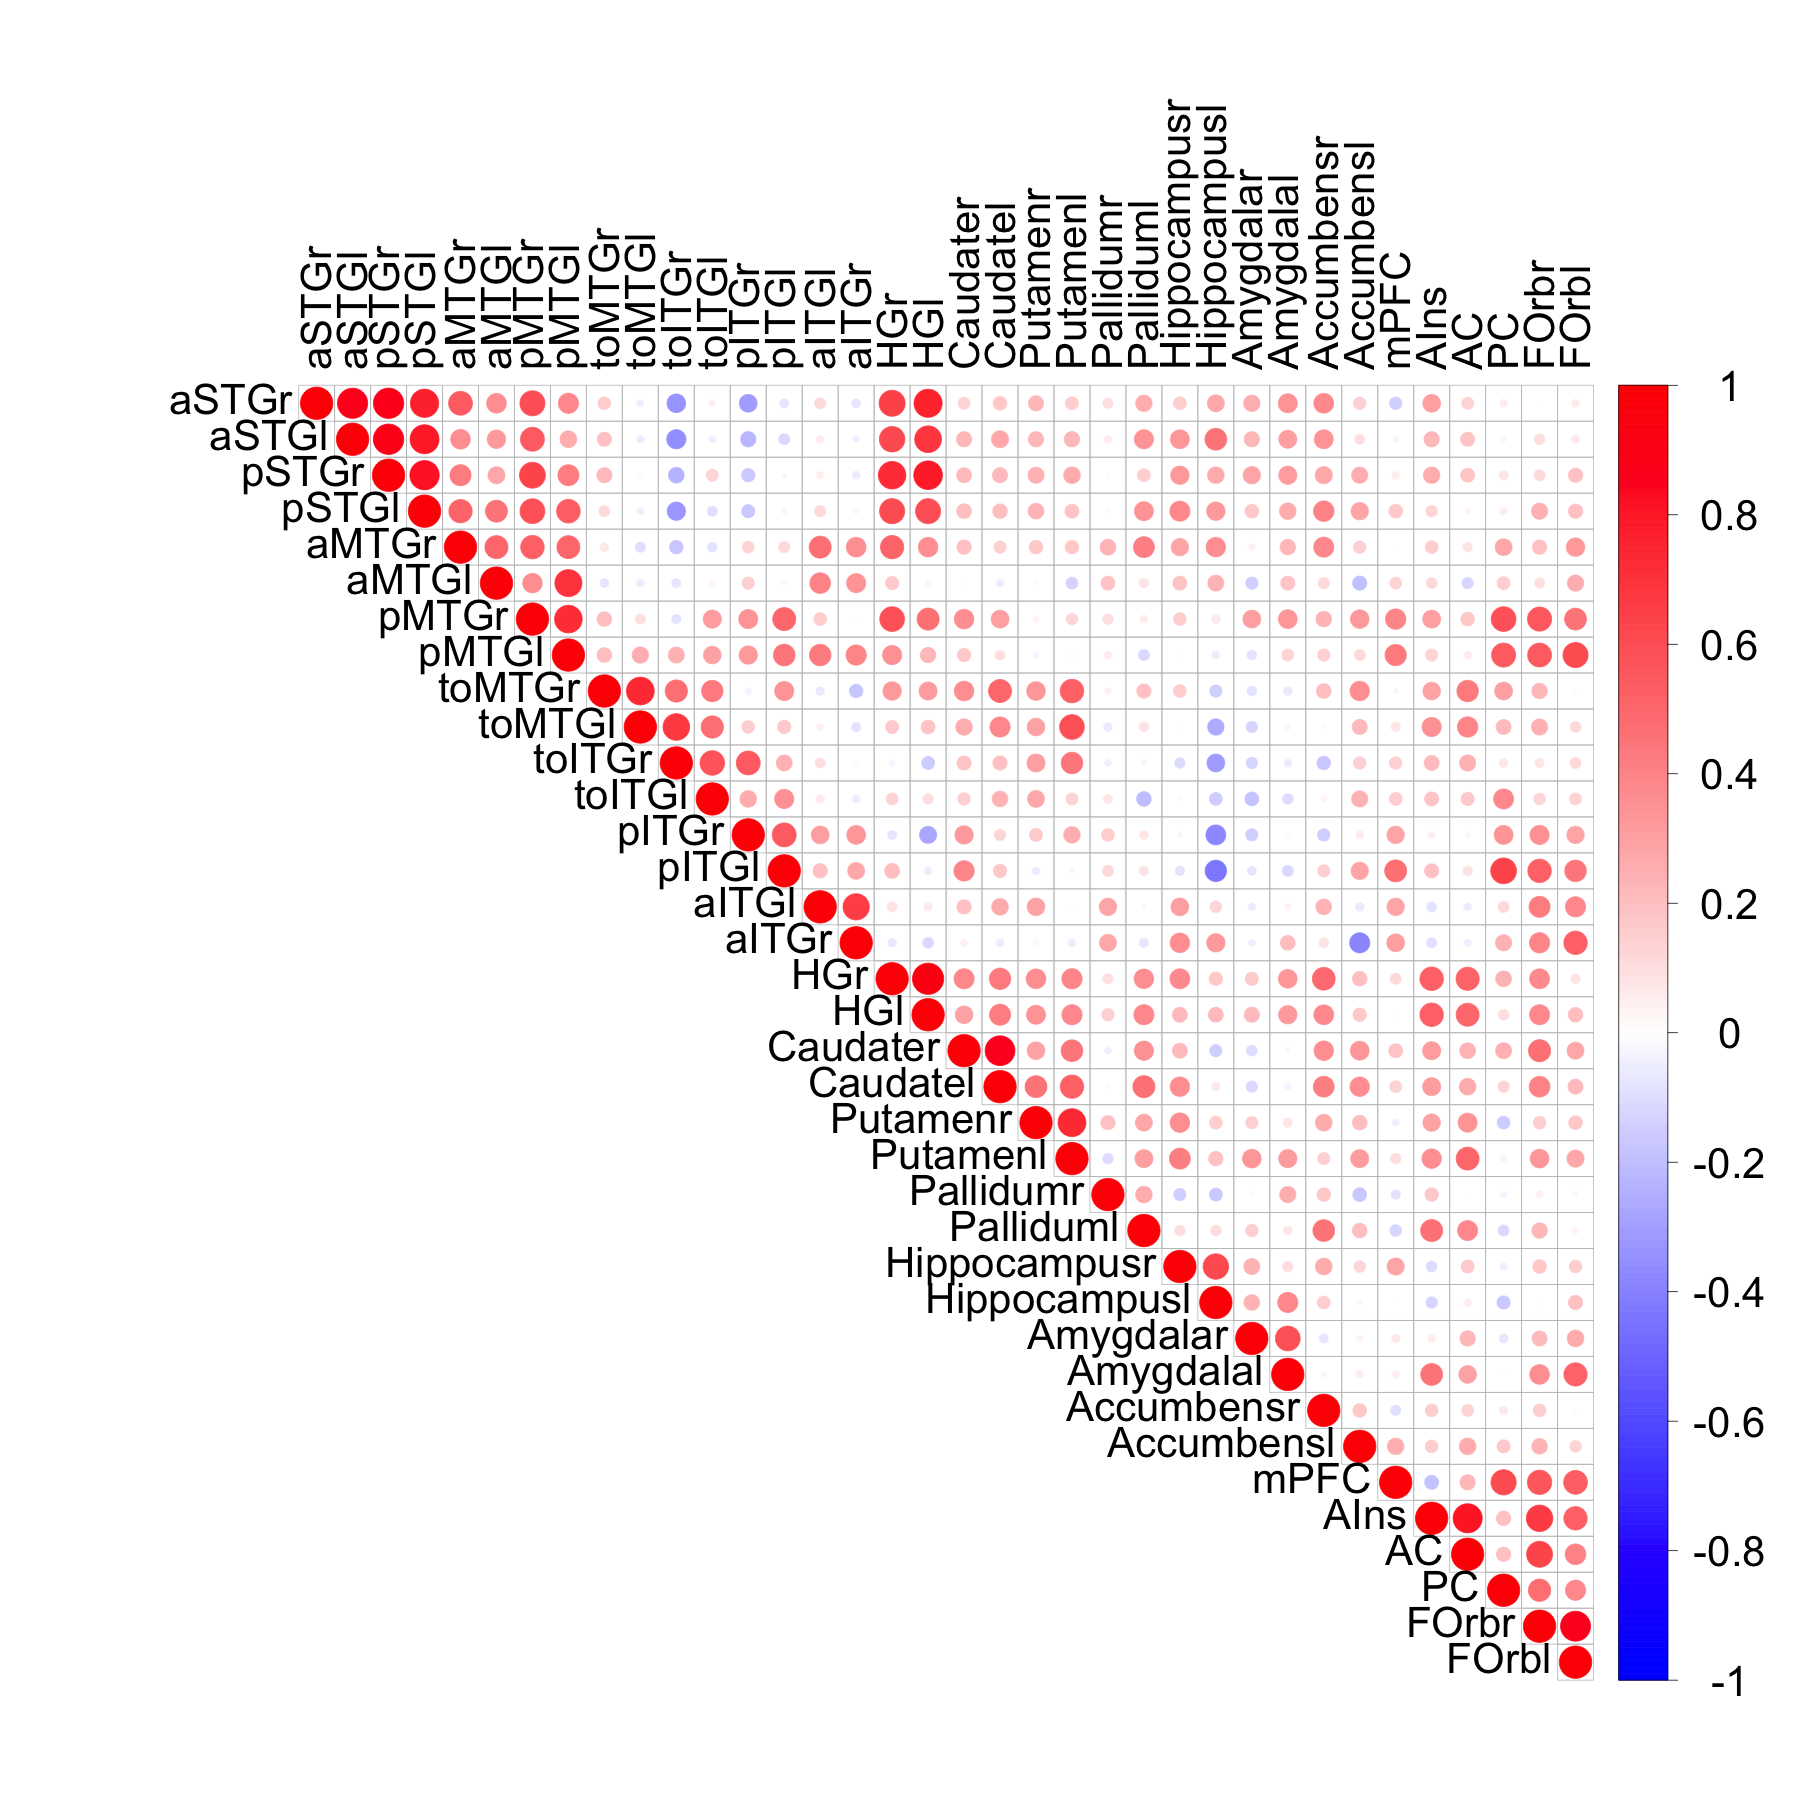 aSTGr
aSTGl
pSTGr
pSTGl
aMTGr
aMTGl
pMTGr
pMTGl
toMTGr
toMTGl
toITGr
toITGl
pITGr
pITGl
aITGl
aITGr
HGr
HGl
Caudater
Caudatel
Putamenr
Putamenl
Pallidumr
Palliduml
Hippocampusr
Hippocampusl
Amygdalar
Amygdalal
Accumbensr
Accumbensl
mPFC
AIns
AC
PC
FOrbr
FOrbl
aSTGr
aSTGl
pSTGr
pSTGl
aMTGr
aMTGl
pMTGr
pMTGl
toMTGr
toMTGl
toITGr
toITGl
pITGr
pITGl
aITGl
aITGr
HGr
HGl
Caudater
Caudatel
Putamenr
Putamenl
Pallidumr
Palliduml
Hippocampusr
Hippocampusl
Amygdalar
Amygdalal
Accumbensr
Accumbensl
mPFC
AIns
AC
PC
FOrbr
FOrbl
1
0.8
0.6
0.4
0.2
0
-0.2
-0.4
-0.6
-0.8
-1